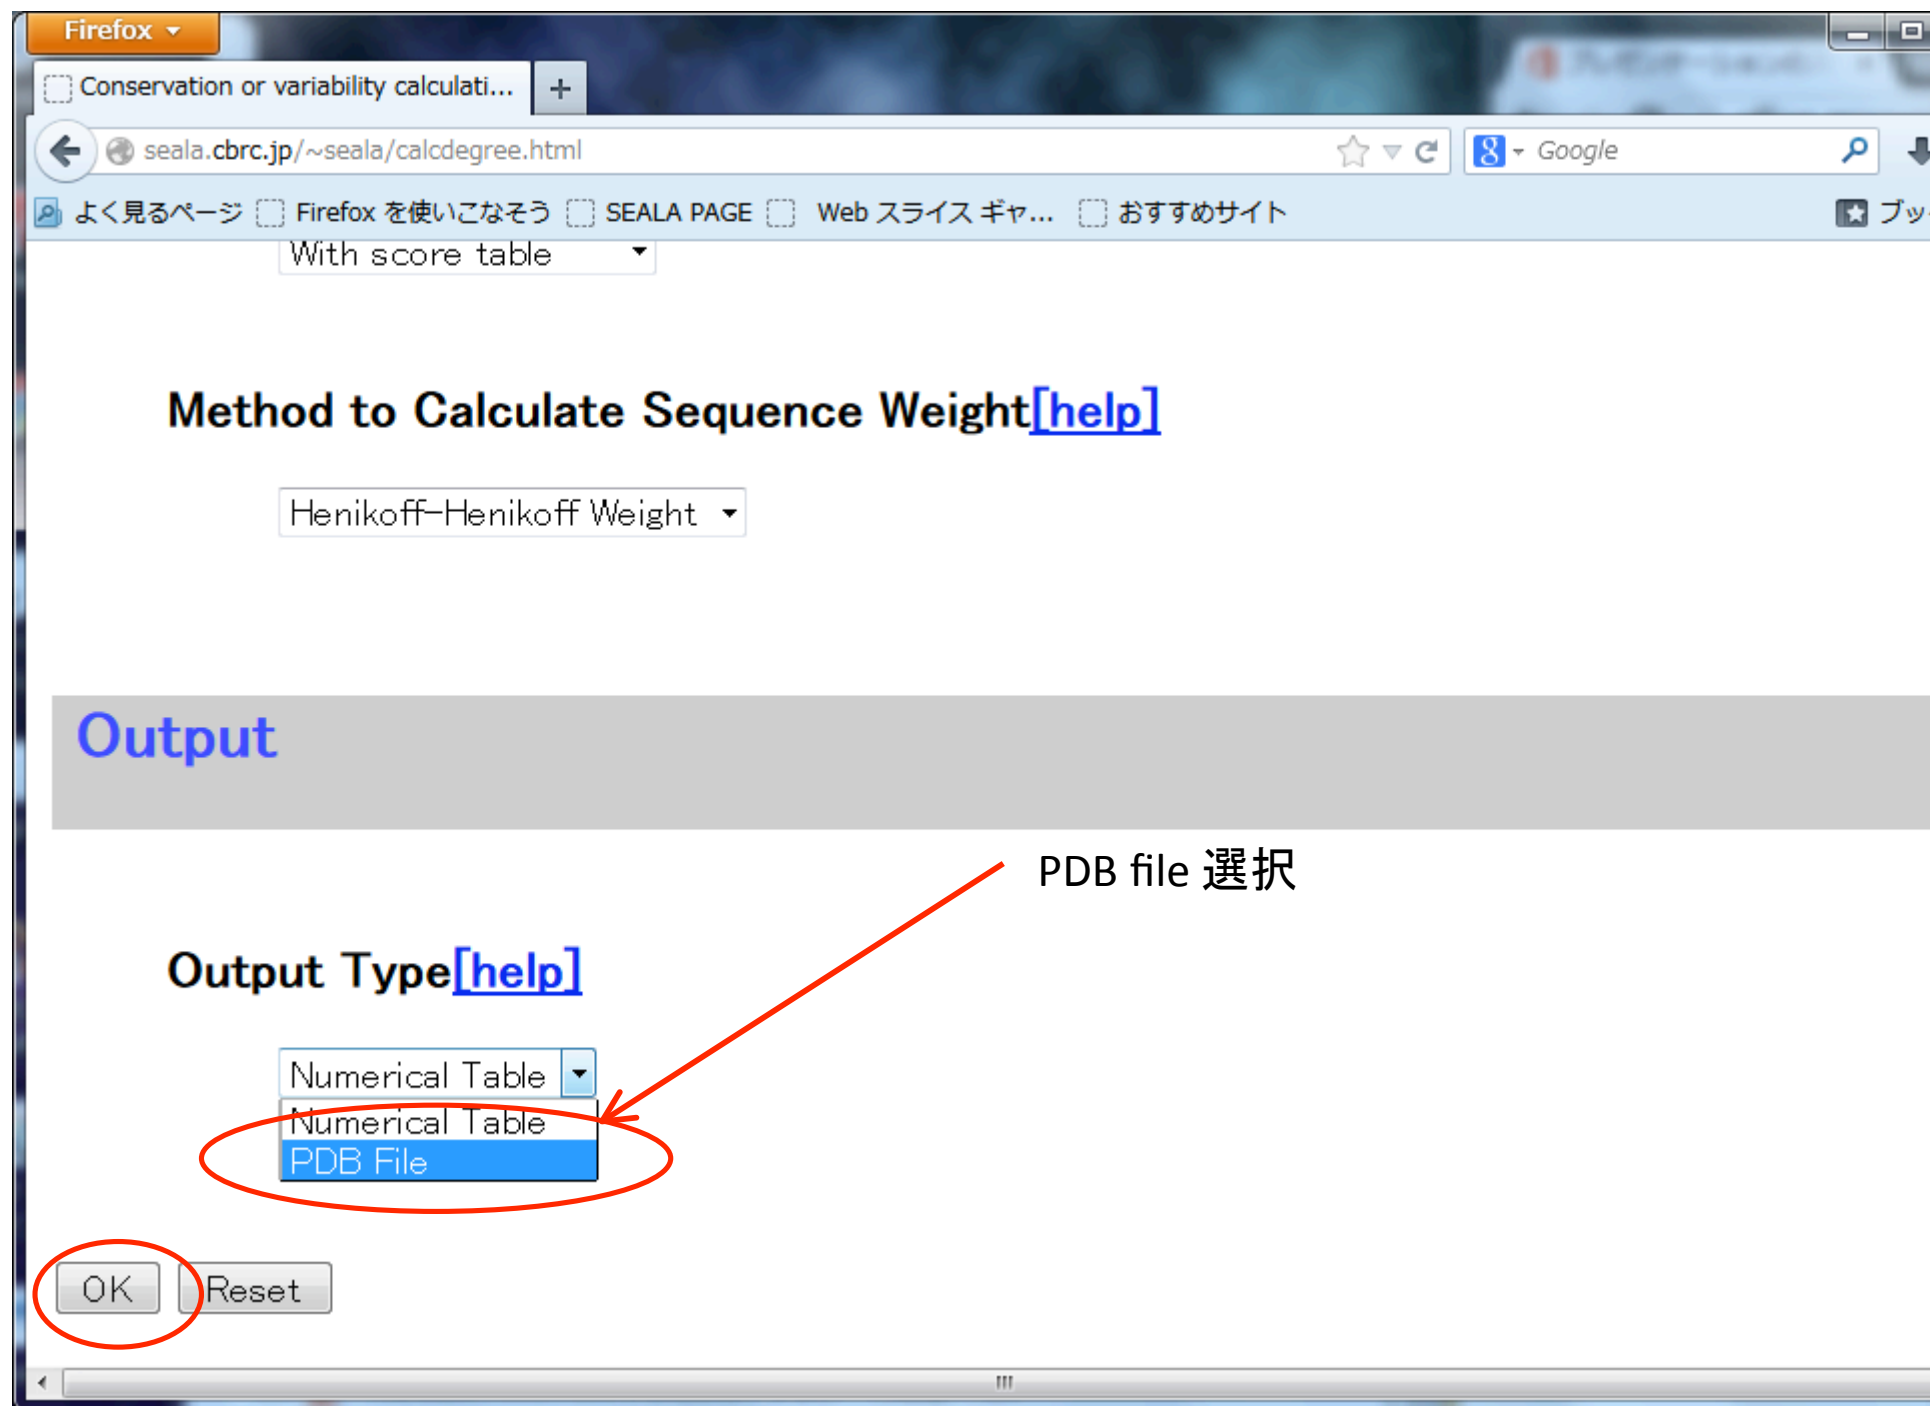 Firefox
Conservation or variability calculati... +
seala.cbrc.jp/~seala/calcdegree.html
Google
よく見るページ Firefox を使いこなそう SEALA PAGE Web スライス ギャ... おすすめサイト
With score table
Method to Calculate Sequence Weight[help]
Henikoff-Henikoff Weight
Output
PDB file 選択
Output Type[help]
Numerical Table
Numerical Table
PDB File
OK Reset